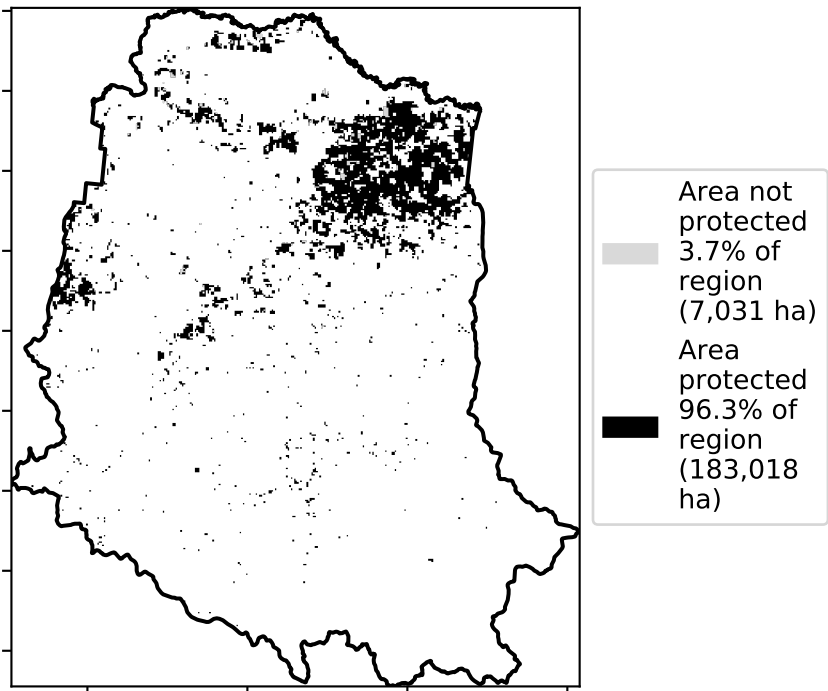 Area not
protected
3.7% of
region
(7,031 ha)
Area
protected
96.3% of
region
(183,018
ha)